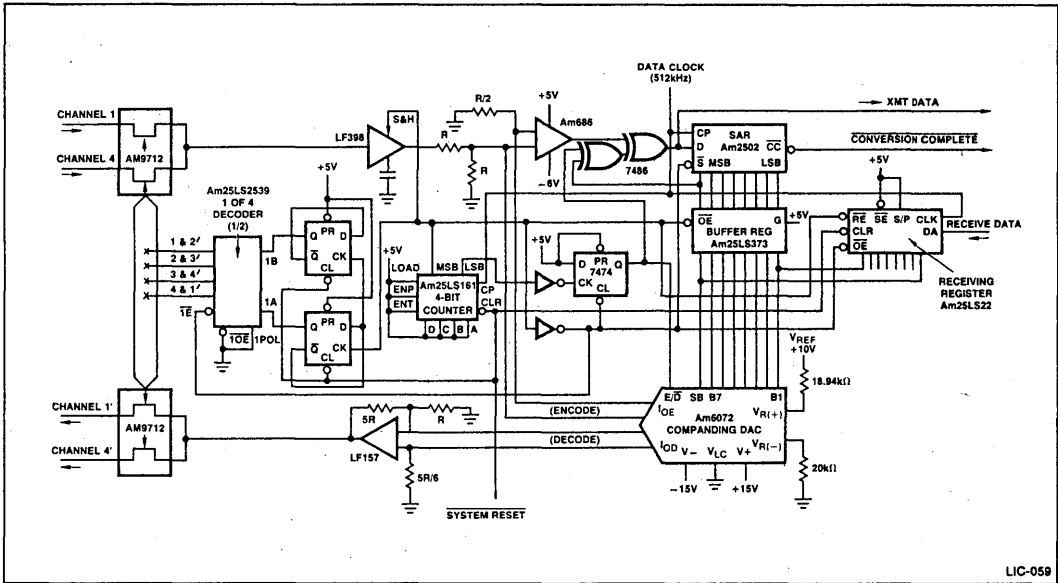 DATA CLOCK
(512kHz)
XMT DATA
CONVERSION COMPLETE
CHANNEL 1
CHANNEL 4
AM9712
S&H
LF398
R/2
+5V
Am686
-6V
R
R
7486
SAR
Am2502
CP
D
S
MSB
LSB
CC
+5V
Am25LS2539
1 OF 4
DECODER
(1/2)
1 & 2'
2 & 3'
3 & 4'
4 & 1'
1E
1B
1A
1OE
1POL
+5V
PR
Q
D
Q
CK
CL
PR
Q
D
Q
CK
CL
+5V
LOAD
ENP
ENT
MSB
LSB
Am25LS161
4-BIT
COUNTER
CP
CLR
D C B A
+5V
D
PR
Q
7474
CK
CL
OE
BUFFER REG
Am25LS373
G
+5V
RE
SE
S/P
CLK
CLR
DA
OE
RECEIVE DATA
RECEIVING
REGISTER
Am25LS22
VREF
+10V
18.94kΩ
E/D
SB
B7
B1
IOE
Am6072
COMPANDING DAC
VR(+)
VR(-)
IOD
V-
VLC
V+
20kΩ
-15V
+15V
(ENCODE)
(DECODE)
CHANNEL 1'
CHANNEL 4'
AM9712
5R
R
LF157
5R/6
SYSTEM RESET
LIC-059